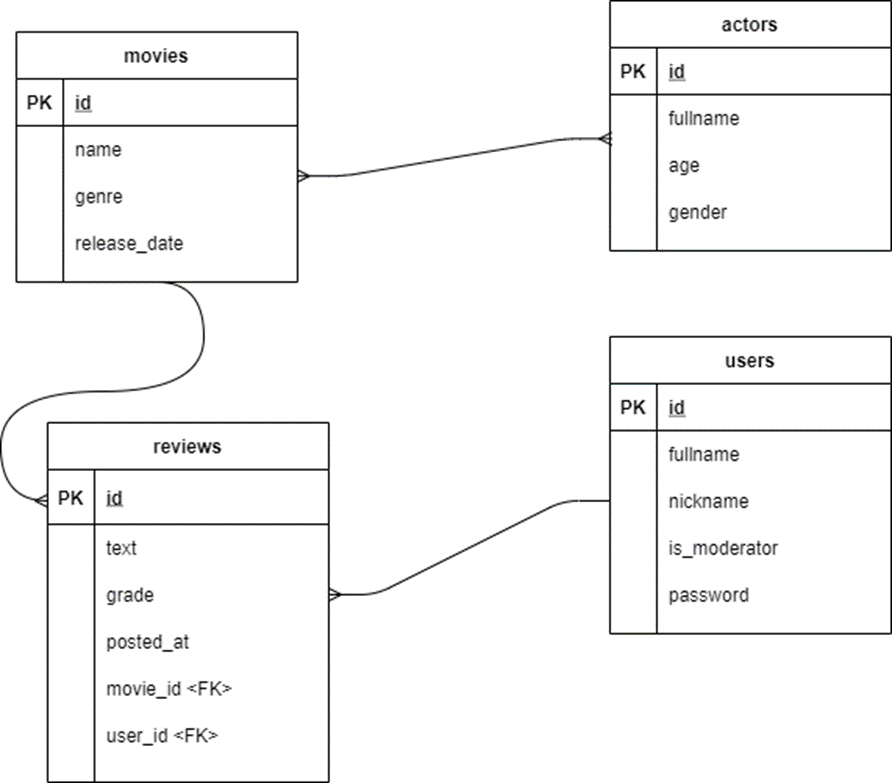 movies
PK id
name
genre
release_date
actors
PK id
fullname
age
gender
reviews
PK id
text
grade
posted_at
movie_id <FK>
user_id <FK>
users
PK id
fullname
nickname
is_moderator
password